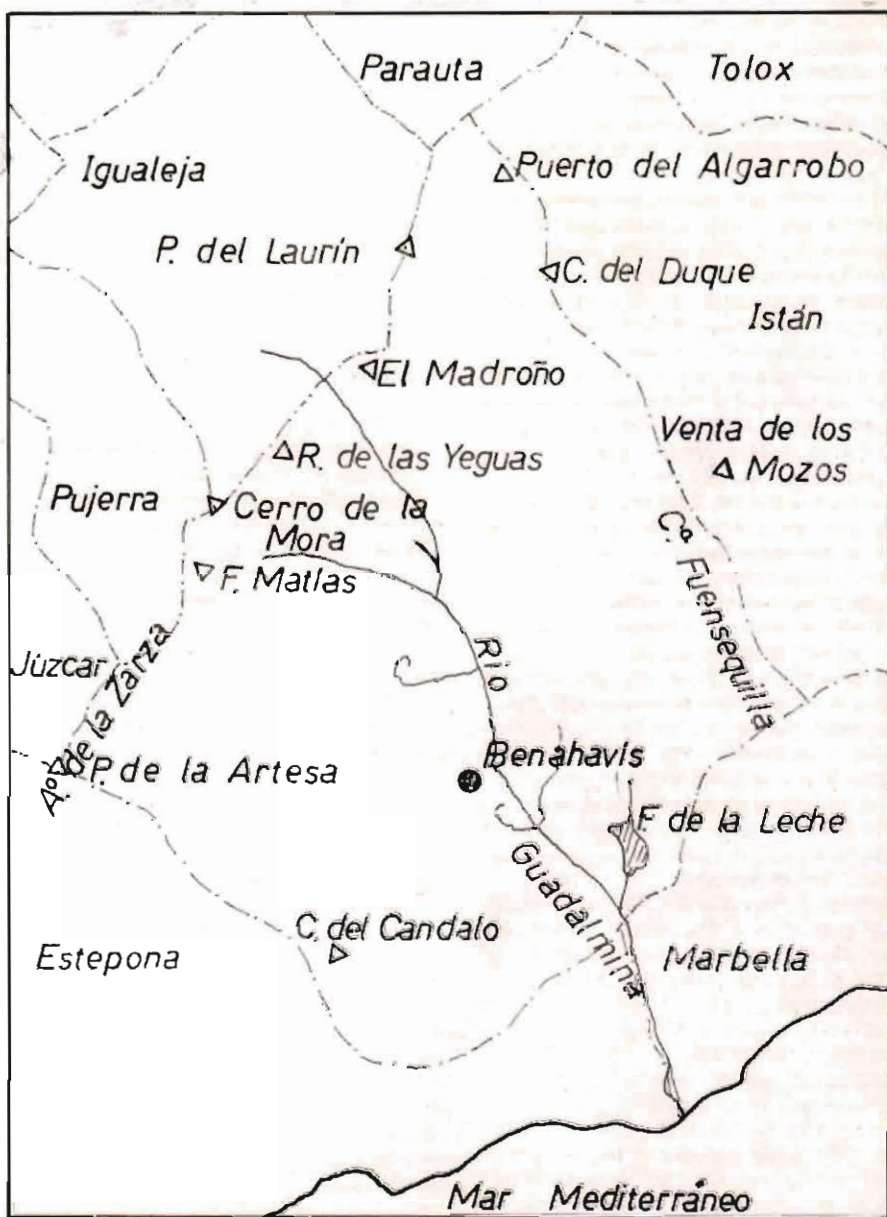 Parauta
Tolox
Igualeja
Puerto del Algarrobo
P. del Laurín
C. del Duque
Istán
El Madroño
Venta de los
Mozos
R. de las Yeguas
Pujerra
Cerro de la
Mora
F. Matlas
Cº Fuensequilla
Júzcar
Aº de la Zarza
Río
Benahavís
P. de la Artesa
F. de la Leche
Guadalmina
C. del Candalo
Estepona
Marbella
Mar Mediterráneo